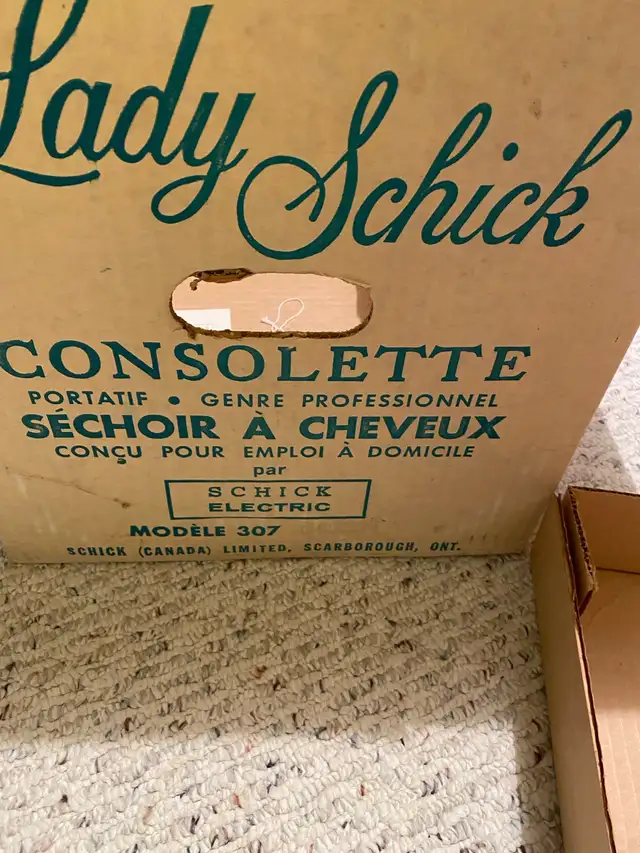 Lady Schick
CONSOLETTE
PORTATIF • GENRE PROFESSIONNEL
SÉCHOIR À CHEVEUX
CONÇU POUR EMPLOI À DOMICILE
par
SCHICK
ELECTRIC
MODÈLE 307
SCHICK (CANADA) LIMITED, SCARBOROUGH, ONT.